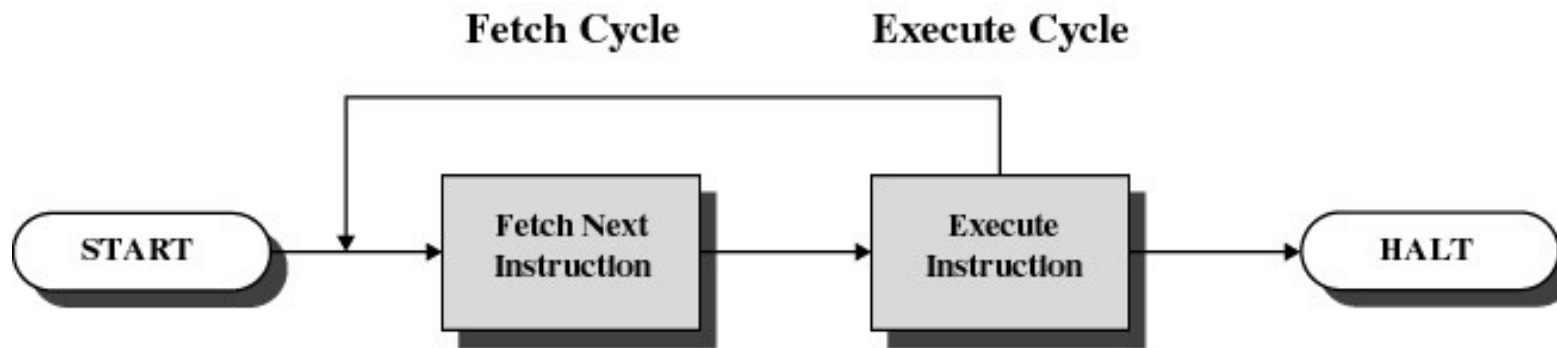 Fetch Cycle
Execute Cycle
START
Fetch Next
Instruction
Execute
Instruction
HALT